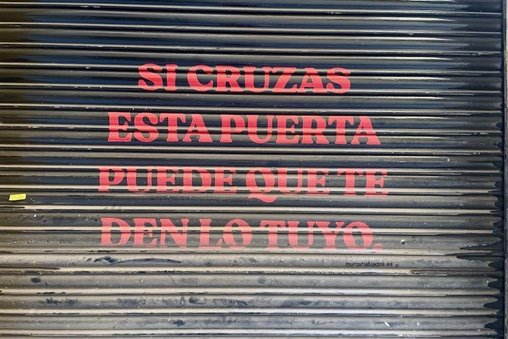 SI CRUZAS
ESTA PUERTA
PUEDE QUE TE
DEN LO TUYO.